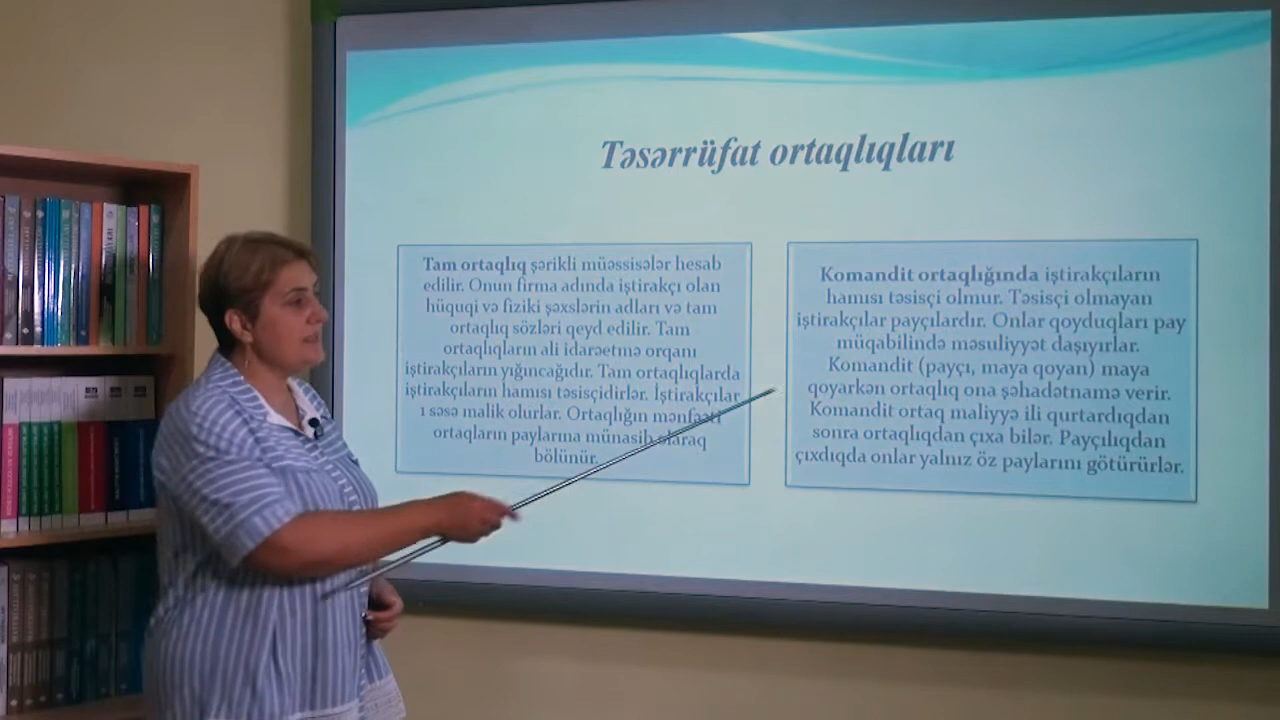 Təsərrüfat ortaqlıqları
Tam ortaqlıq şərikli müəssisələr hesab
edilir. Onun firma adında iştirakçı olan
hüquqi və fiziki şəxslərin adları və tam
ortaqlıq sözləri qeyd edilir. Tam
ortaqlıqların ali idarəetmə orqanı
iştirakçıların yığıncağıdır. Tam ortaqlıqlarda
iştirakçıların hamısı təsisçidirlər. İştirakçılar
1 səsə malik olurlar. Ortaqlığın mənfəəti
ortaqların paylarına münasib olaraq
bölünür.
Komandit ortaqlığında iştirakçıların
hamısı təsisçi olmur. Təsisçi olmayan
iştirakçılar payçılardır. Onlar qoyduqları pay
müqabilində məsuliyyət daşıyırlar.
Komandit (payçı, maya qoyan) maya
qoyarkən ortaqlıq ona şəhadətnamə verir.
Komandit ortaq maliyyə ili qurtardıqdan
sonra ortaqlıqdan çıxa bilər. Payçılıqdan
çıxdıqda onlar yalnız öz paylarını götürürlər.